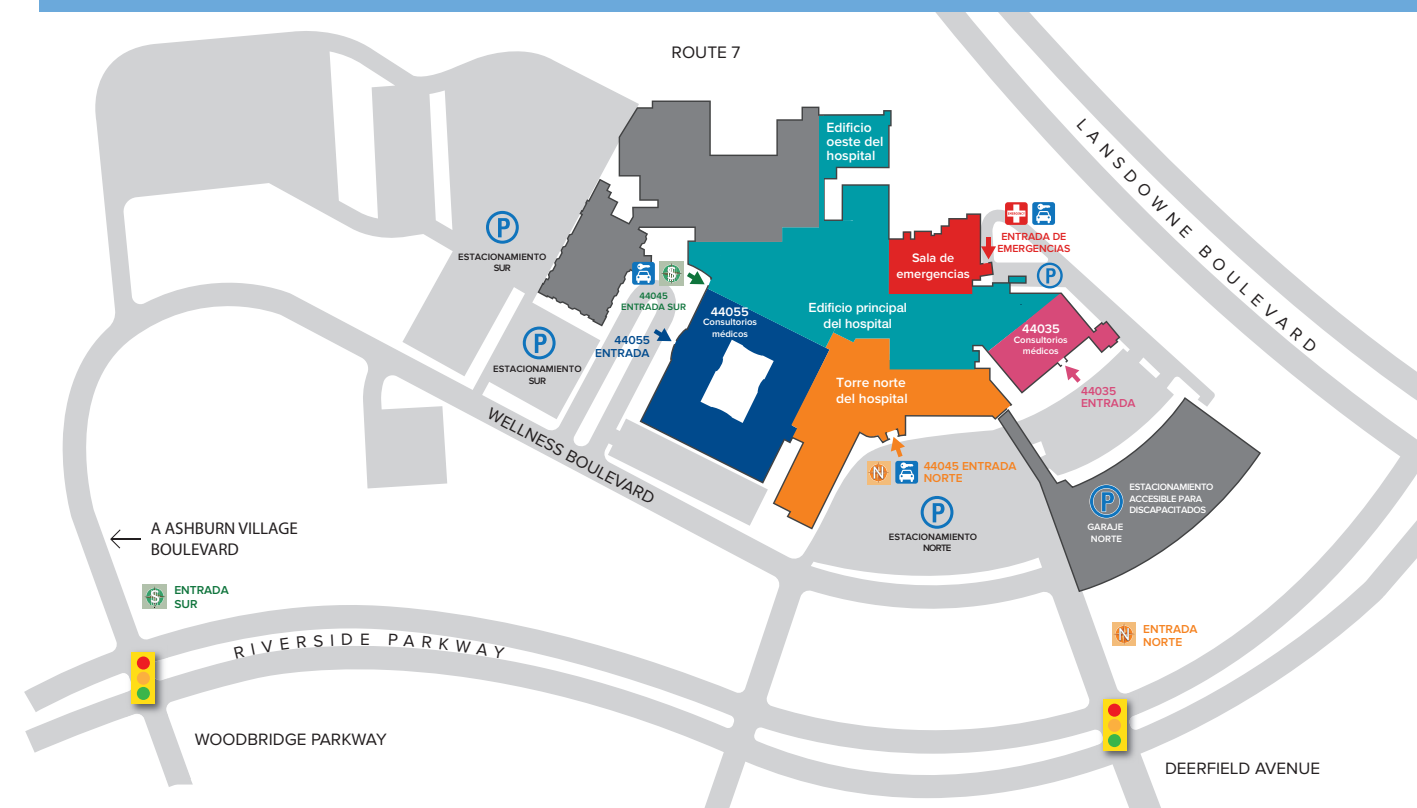 ROUTE 7
LANSDOWNE BOULEVARD
Edificio
oeste del
hospital
P
ESTACIONAMIENTO
SUR
EMERGENCY
ENTRADA DE
EMERGENCIAS
Sala de
emergencias
P
S
44045
ENTRADA SUR
44055
ENTRADA
44055
Consultorios
médicos
Edificio principal
del hospital
44035
Consultorios
médicos
P
ESTACIONAMIENTO
SUR
Torre norte
del hospital
44035
ENTRADA
WELLNESS BOULEVARD
N
44045 ENTRADA
NORTE
P
ESTACIONAMIENTO
NORTE
P
ESTACIONAMIENTO
ACCESIBLE PARA
DISCAPACITADOS
GARAJE
NORTE
A ASHBURN VILLAGE
BOULEVARD
S
ENTRADA
SUR
N
ENTRADA
NORTE
RIVERSIDE PARKWAY
WOODBRIDGE PARKWAY
DEERFIELD AVENUE